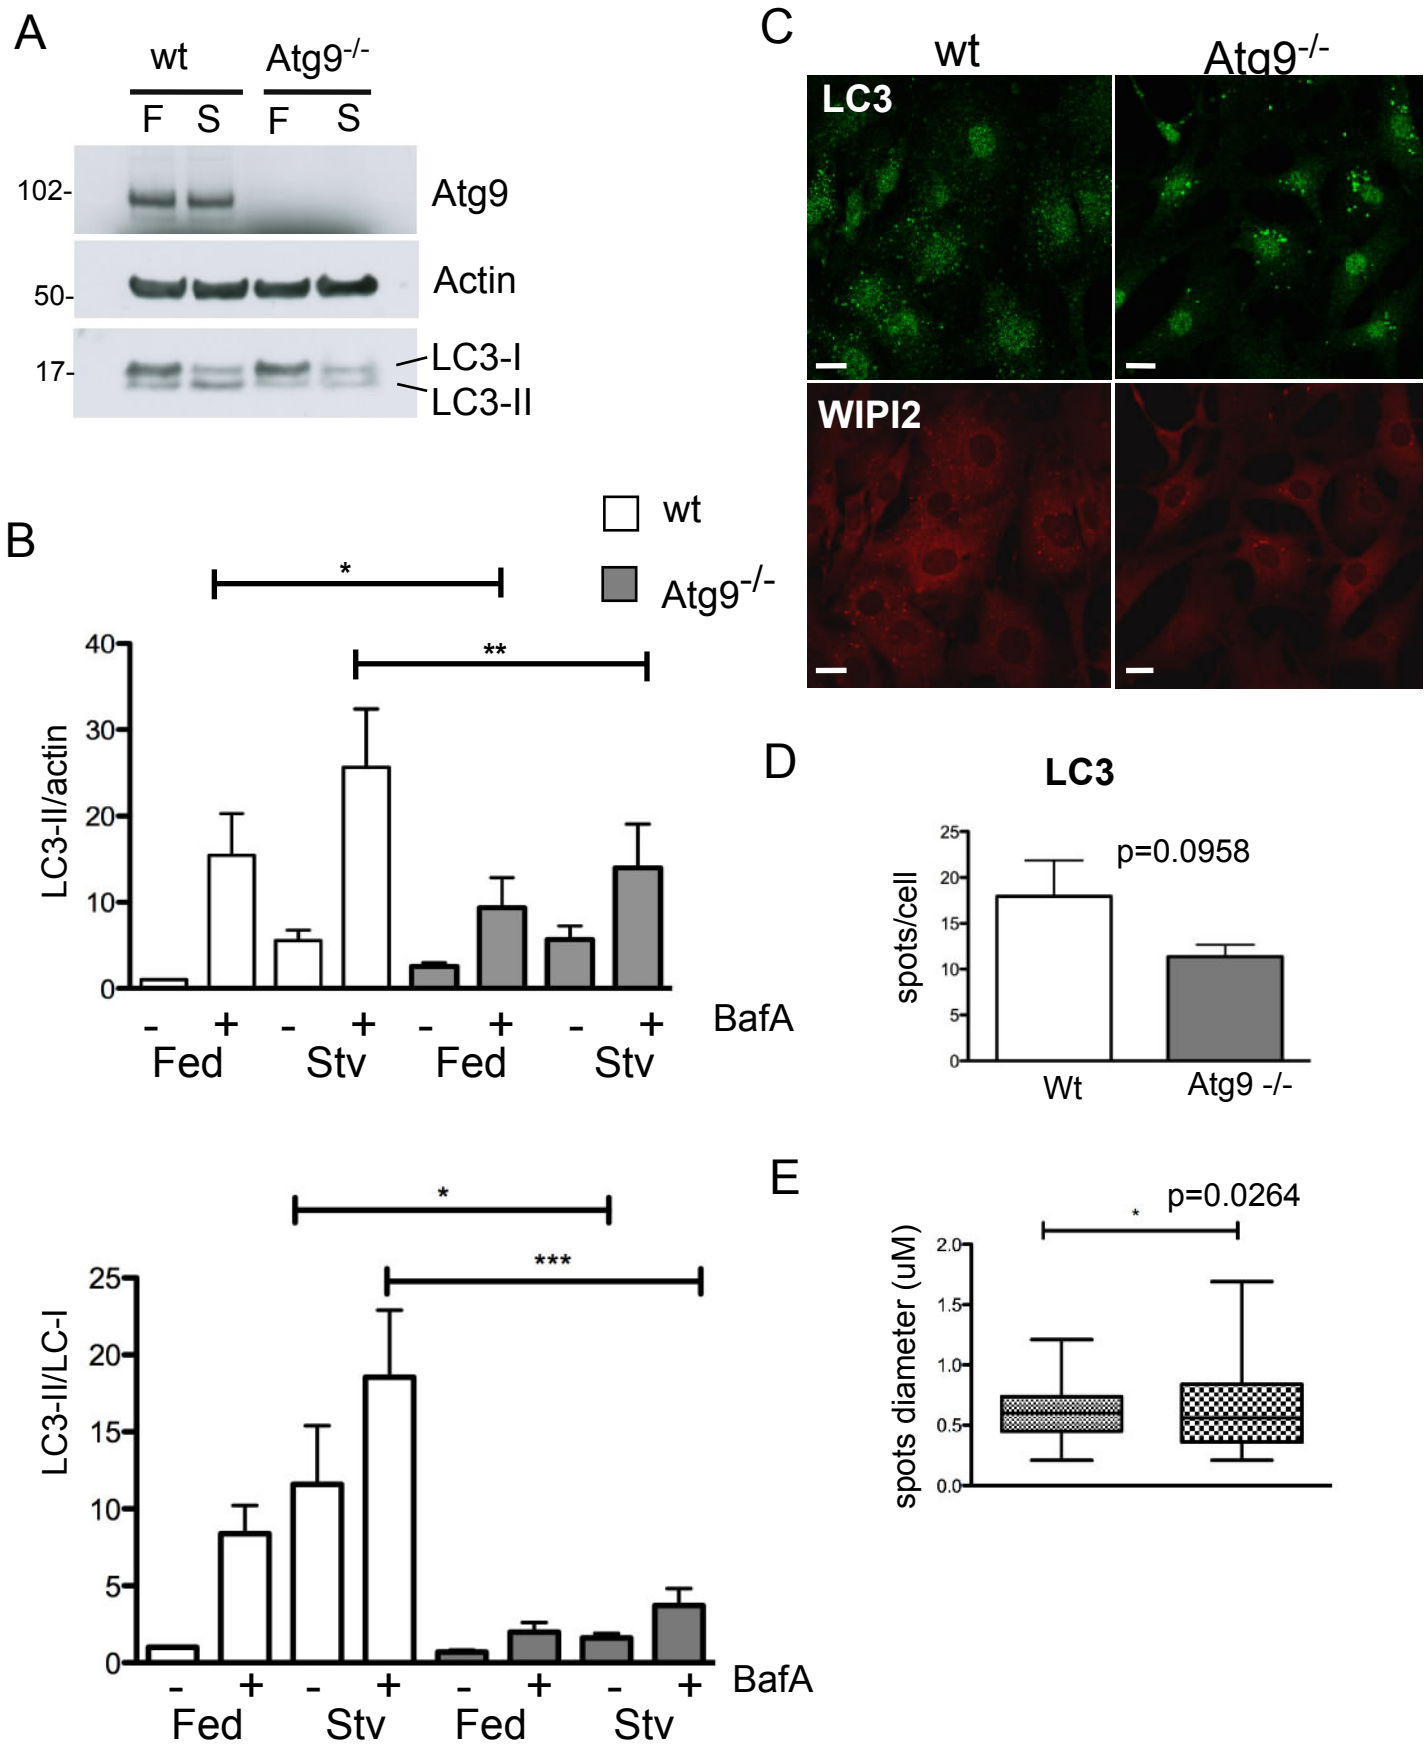 A
wt Atg9-/-
F S F S
102- Atg9
50- Actin
17- LC3-I
LC3-II
B
wt
Atg9-/-
*
**
LC3-II/actin
40
30
20
10
0
- + - + - + - + BafA
Fed Stv Fed Stv
*
***
LC3-II/LC-I
25
20
15
10
5
0
- + - + - + - + BafA
Fed Stv Fed Stv
C
wt Atg9-/-
LC3
WIPI2
D
LC3
p=0.0958
spots/cell
25
20
15
10
5
0
Wt Atg9 -/-
E
p=0.0264
*
spots diameter (uM)
2.0
1.5
1.0
0.5
0.0